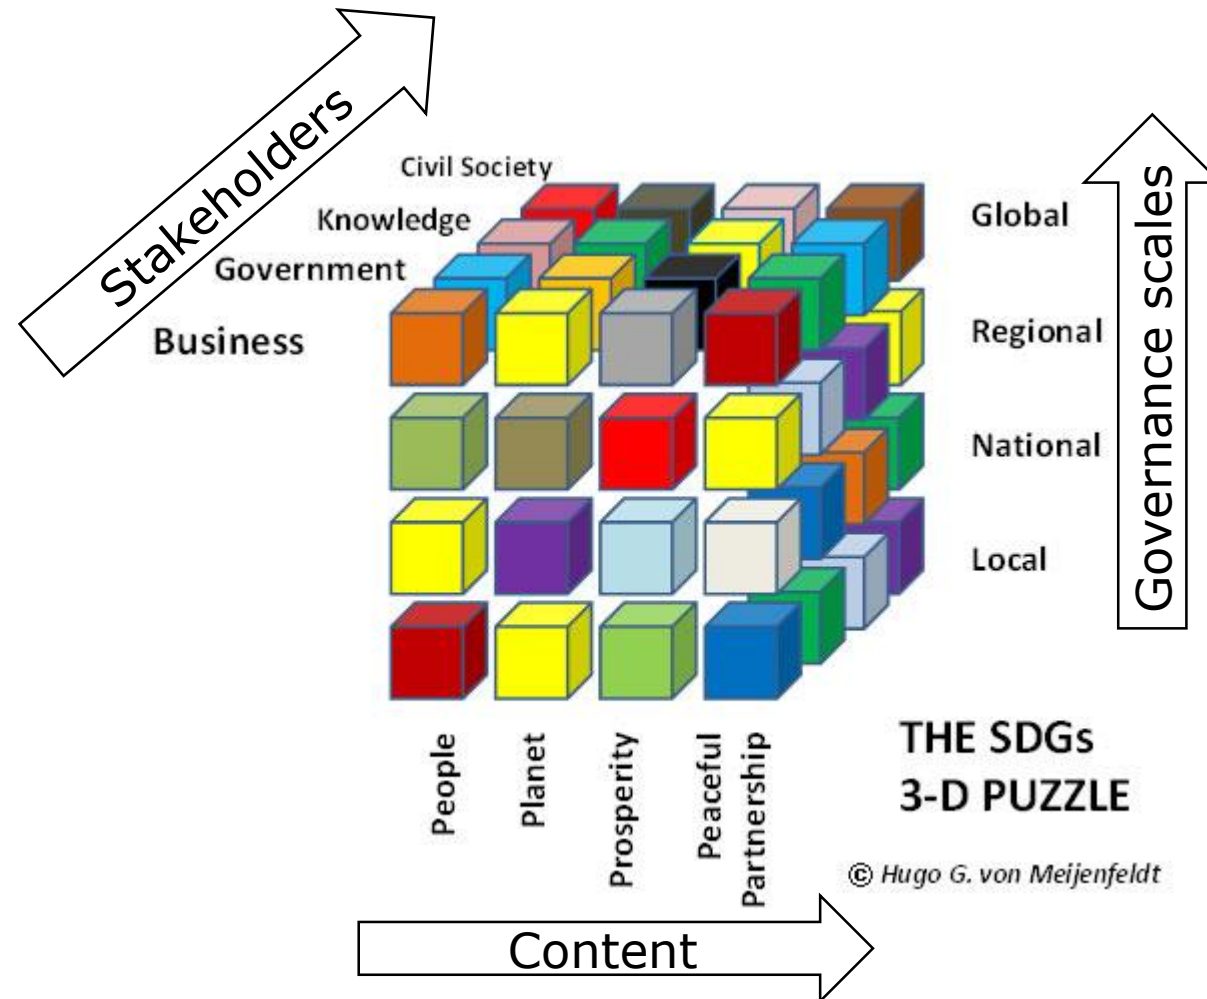 Stakeholders
Civil Society
Knowledge
Government
Business
Global
Regional
National
Local
Governance scales
People
Planet
Prosperity
Peaceful
Partnership
THE SDGs
3-D PUZZLE
© Hugo G. von Meijenfeldt
Content